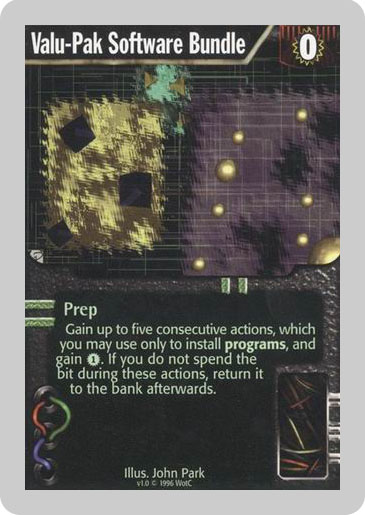 Valu-Pak Software Bundle
0
Prep
Gain up to five consecutive actions, which
you may use only to install programs, and
gain 1. If you do not spend the
bit during these actions, return it
to the bank afterwards.
Illus. John Park
v1.0 © 1996 WotC